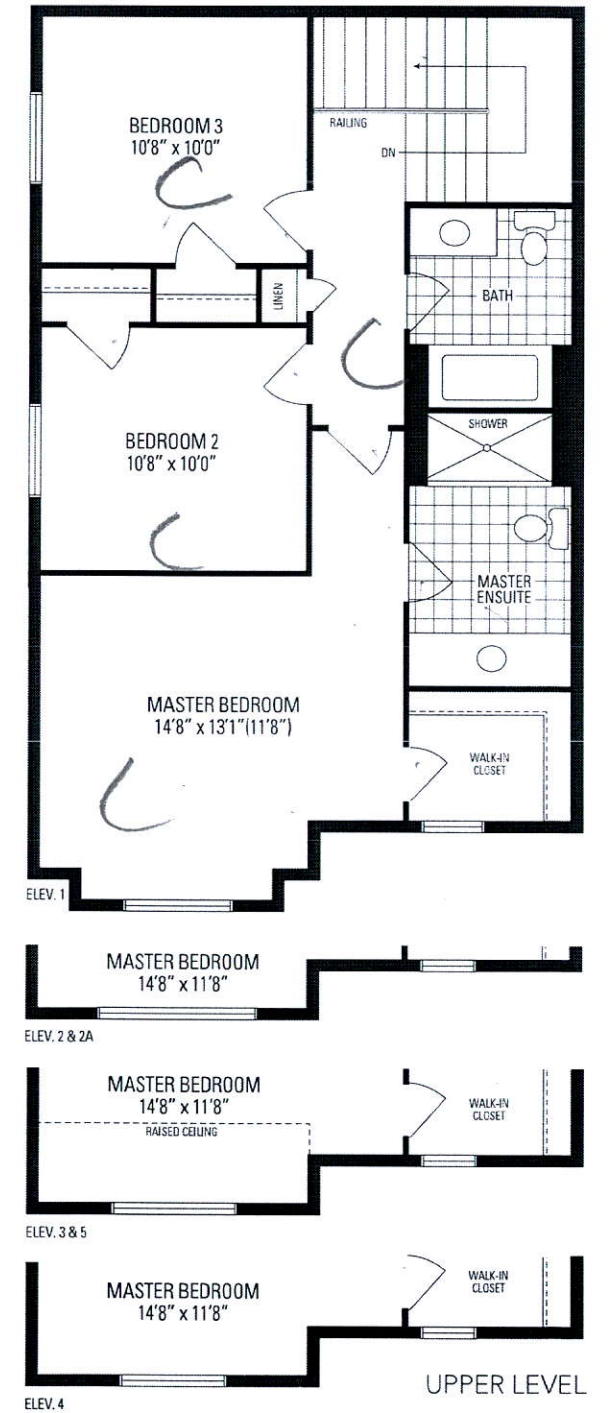 BEDROOM 3
10'8" x 10'0"
RAILING
DN
LINEN
BATH
BEDROOM 2
10'8" x 10'0"
SHOWER
MASTER
ENSUITE
MASTER BEDROOM
14'8" x 13'1"(11'8")
WALK-IN
CLOSET
ELEV. 1
MASTER BEDROOM
14'8" x 11'8"
ELEV. 2 & 2A
MASTER BEDROOM
14'8" x 11'8"
RAISED CEILING
WALK-IN
CLOSET
ELEV. 3 & 5
MASTER BEDROOM
14'8" x 11'8"
WALK-IN
CLOSET
UPPER LEVEL
ELEV. 4